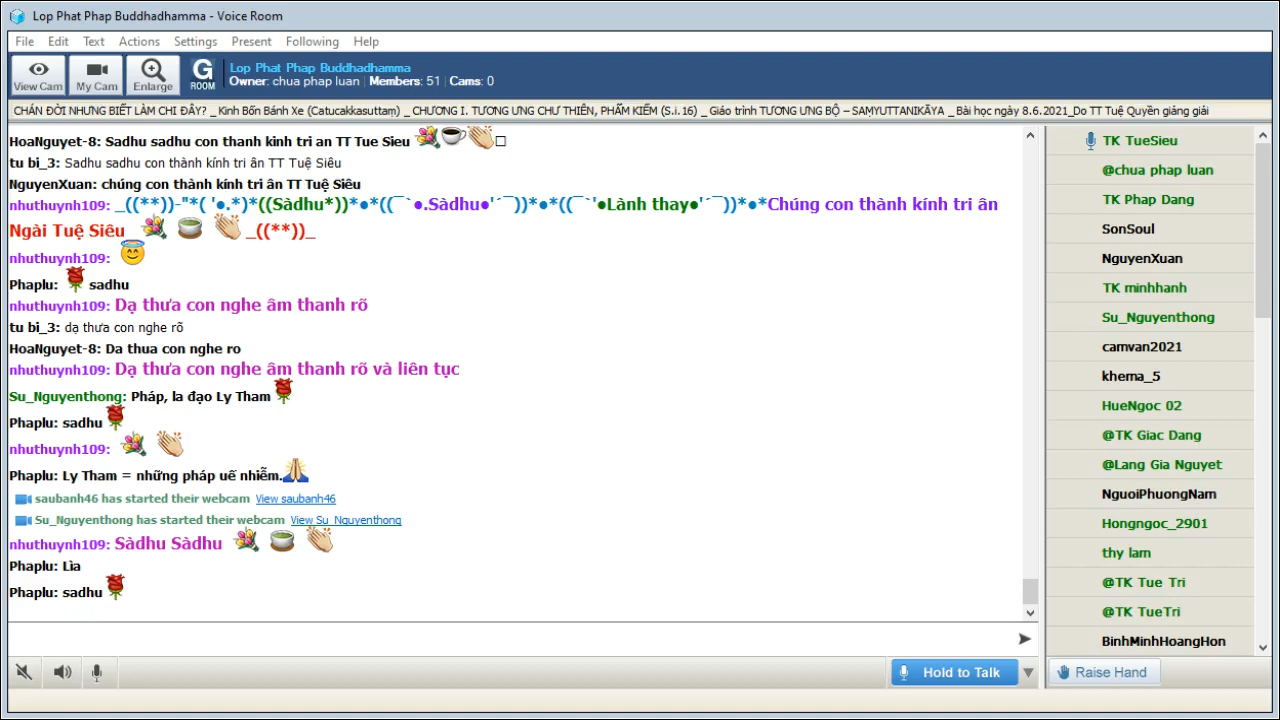 Lop Phat Phap Buddhadhamma - Voice Room
File Edit Text Actions Settings Present Following Help
View Cam My Cam Enlarge G ROOM
Lop Phat Phap Buddhadhamma
Owner: chua phap luan | Members: 51 | Cams: 0
CHÁN ĐỜI NHƯNG BIẾT LÀM CHI ĐÂY? _ Kinh Bốn Bánh Xe (Catucakkasuttaṃ) _ CHƯƠNG I. TƯƠNG ƯNG CHƯ THIÊN, PHẨM KIẾM (S.i.16) _ Giáo trình TƯƠNG ƯNG BỘ – SAṂYUTTANIKĀYA _ Bài học ngày 8.6.2021_Do TT Tuệ Quyền giảng giải
HoaNguyet-8: Sadhu sadhu con thanh kinh tri an TT Tue Sieu
tu bi_3: Sadhu sadhu con thành kính tri ân TT Tuệ Siêu
NguyenXuan: chúng con thành kính tri ân TT Tuệ Siêu
nhuthuynh109: _((**))-"*( '●.*)*((Sàdhu*))*●*((¯`●.Sàdhu●'´¯))*●*((¯`'●Lành thay●'´¯))*●*Chúng con thành kính tri ân
Ngài Tuệ Siêu _((**))_
nhuthuynh109:
Phaplu: sadhu
nhuthuynh109: Dạ thưa con nghe âm thanh rõ
tu bi_3: dạ thưa con nghe rõ
HoaNguyet-8: Da thua con nghe ro
nhuthuynh109: Dạ thưa con nghe âm thanh rõ và liên tục
Su_Nguyenthong: Pháp, la đạo Ly Tham
Phaplu: sadhu
nhuthuynh109:
Phaplu: Ly Tham = những pháp uế nhiễm.
saubanh46 has started their webcam View saubanh46
Su_Nguyenthong has started their webcam View Su_Nguyenthong
nhuthuynh109: Sàdhu Sàdhu
Phaplu: Lìa
Phaplu: sadhu
Hold to Talk
TK TueSieu
@chua phap luan
TK Phap Dang
SonSoul
NguyenXuan
TK minhhanh
Su_Nguyenthong
camvan2021
khema_5
HueNgoc 02
@TK Giac Dang
@Lang Gia Nguyet
NguoiPhuongNam
Hongngoc_2901
thy lam
@TK Tue Tri
@TK TueTri
BinhMinhHoangHon
Raise Hand